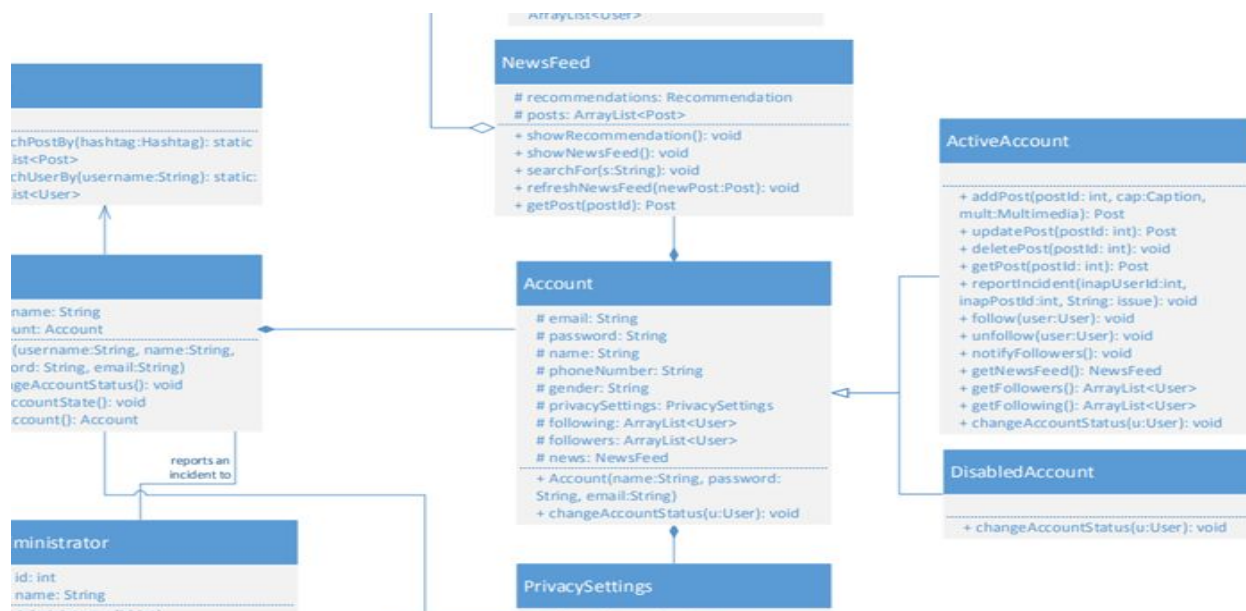 ArrayList<User>
NewsFeed
# recommendations: Recommendation
# posts: ArrayList<Post>
+ showRecommendation(): void
+ showNewsFeed(): void
+ searchFor(s:String): void
+ refreshNewsFeed(newPost:Post): void
+ getPost(postId): Post
chPostBy(hashtag:Hashtag): static
ist<Post>
chUserBy(username:String): static:
ist<User>
name: String
unt: Account
(username:String, name:String,
ord: String, email:String)
ngeAccountStatus(): void
ccountState(): void
ccount(): Account
reports an
incident to
ministrator
id: int
name: String
Account
# email: String
# password: String
# name: String
# phoneNumber: String
# gender: String
# privacySettings: PrivacySettings
# following: ArrayList<User>
# followers: ArrayList<User>
# news: NewsFeed
+ Account(name:String, password:
String, email:String)
+ changeAccountStatus(u:User): void
PrivacySettings
ActiveAccount
+ addPost(postId: int, cap:Caption,
mult:Multimedia): Post
+ updatePost(postId: int): Post
+ deletePost(postId: int): void
+ getPost(postId: int): Post
+ reportIncident(inapUserId:int,
inapPostId:int, String: issue): void
+ follow(user:User): void
+ unfollow(user:User): void
+ notifyFollowers(): void
+ getNewsFeed(): NewsFeed
+ getFollowers(): ArrayList<User>
+ getFollowing(): ArrayList<User>
+ changeAccountStatus(u:User): void
DisabledAccount
+ changeAccountStatus(u:User): void